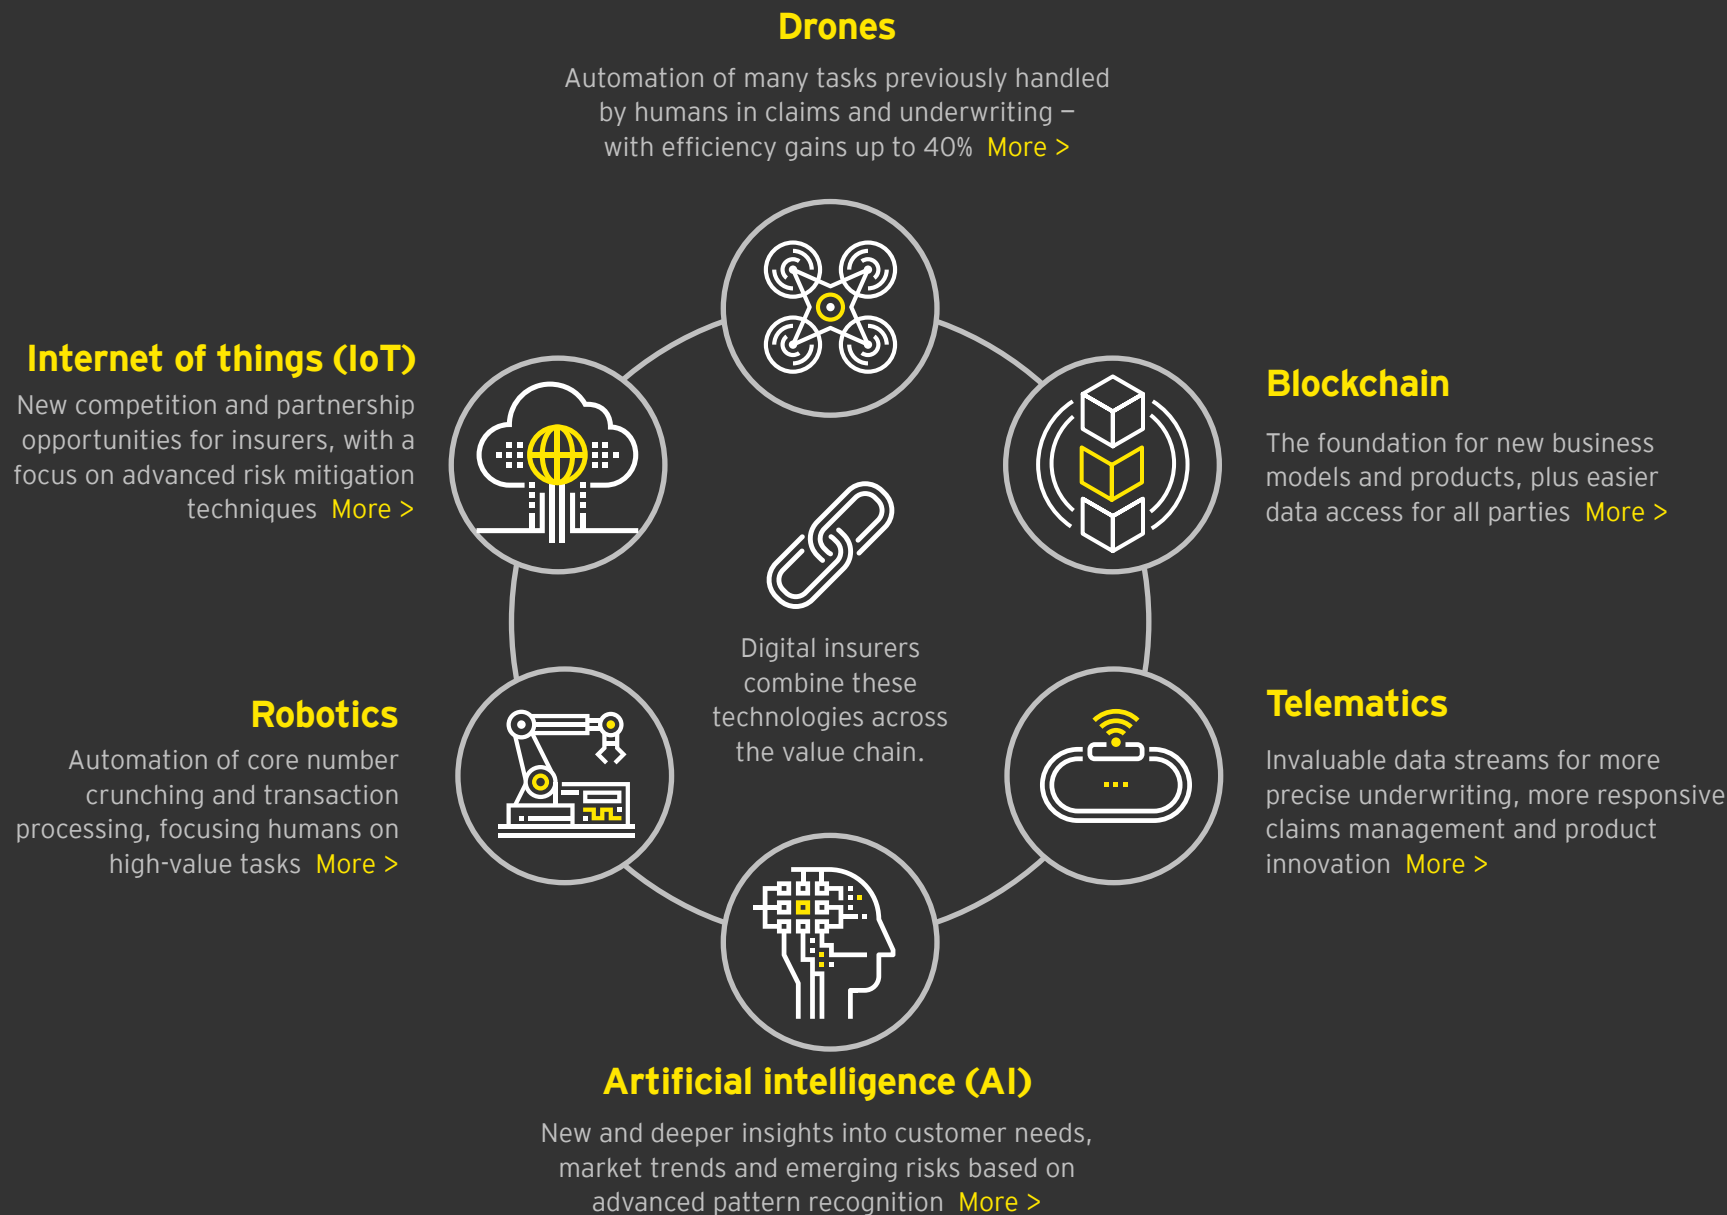 Drones
Automation of many tasks previously handled
by humans in claims and underwriting –
with efficiency gains up to 40% More >
Internet of things (IoT)
New competition and partnership
opportunities for insurers, with a
focus on advanced risk mitigation
techniques More >
Blockchain
The foundation for new business
models and products, plus easier
data access for all parties More >
Digital insurers
combine these
technologies across
the value chain.
Robotics
Automation of core number
crunching and transaction
processing, focusing humans on
high-value tasks More >
Telematics
Invaluable data streams for more
precise underwriting, more responsive
claims management and product
innovation More >
Artificial intelligence (AI)
New and deeper insights into customer needs,
market trends and emerging risks based on
advanced pattern recognition More >